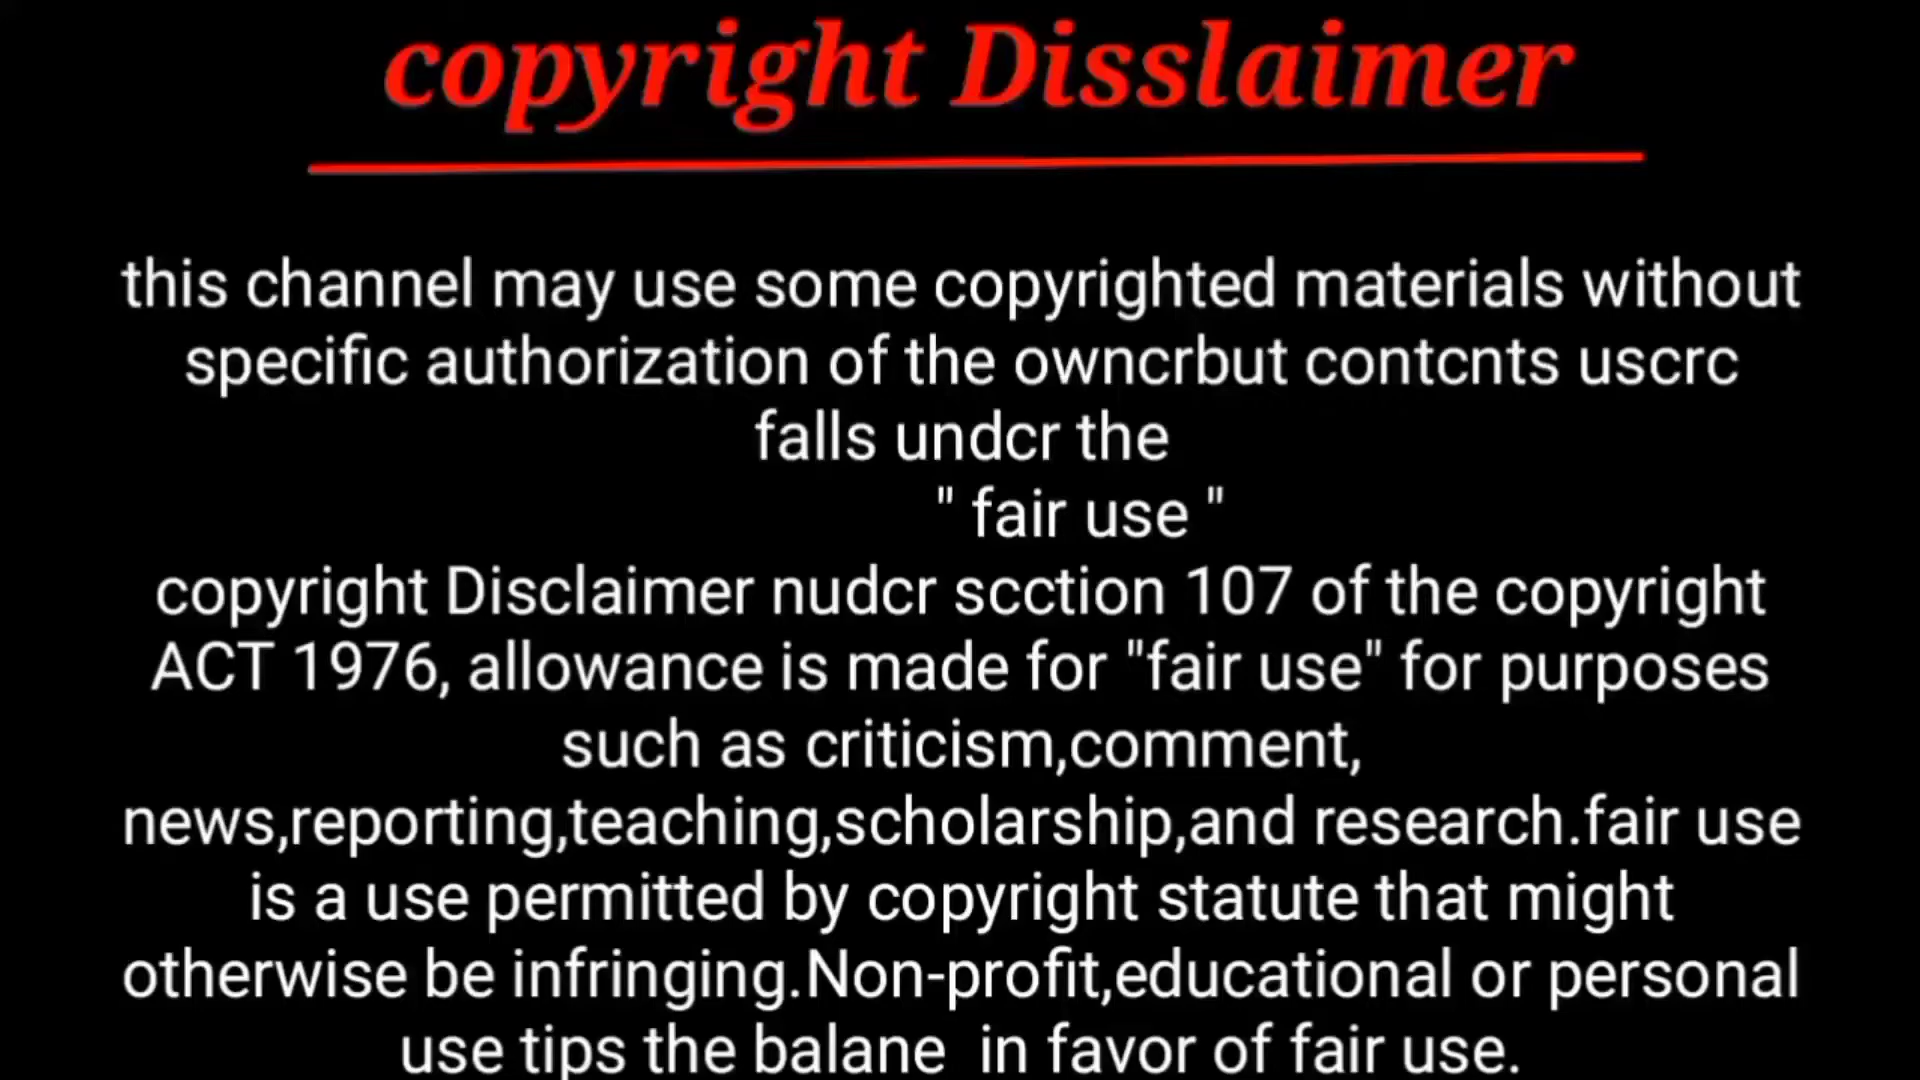 copyright Disslaimer
this channel may use some copyrighted materials without
specific authorization of the owncrbut contcnts uscrc
falls undcr the
" fair use "
copyright Disclaimer nudcr scction 107 of the copyright
ACT 1976, allowance is made for "fair use" for purposes
such as criticism,comment,
news,reporting,teaching,scholarship,and research.fair use
is a use permitted by copyright statute that might
otherwise be infringing.Non-profit,educational or personal
use tips the balane  in favor of fair use.